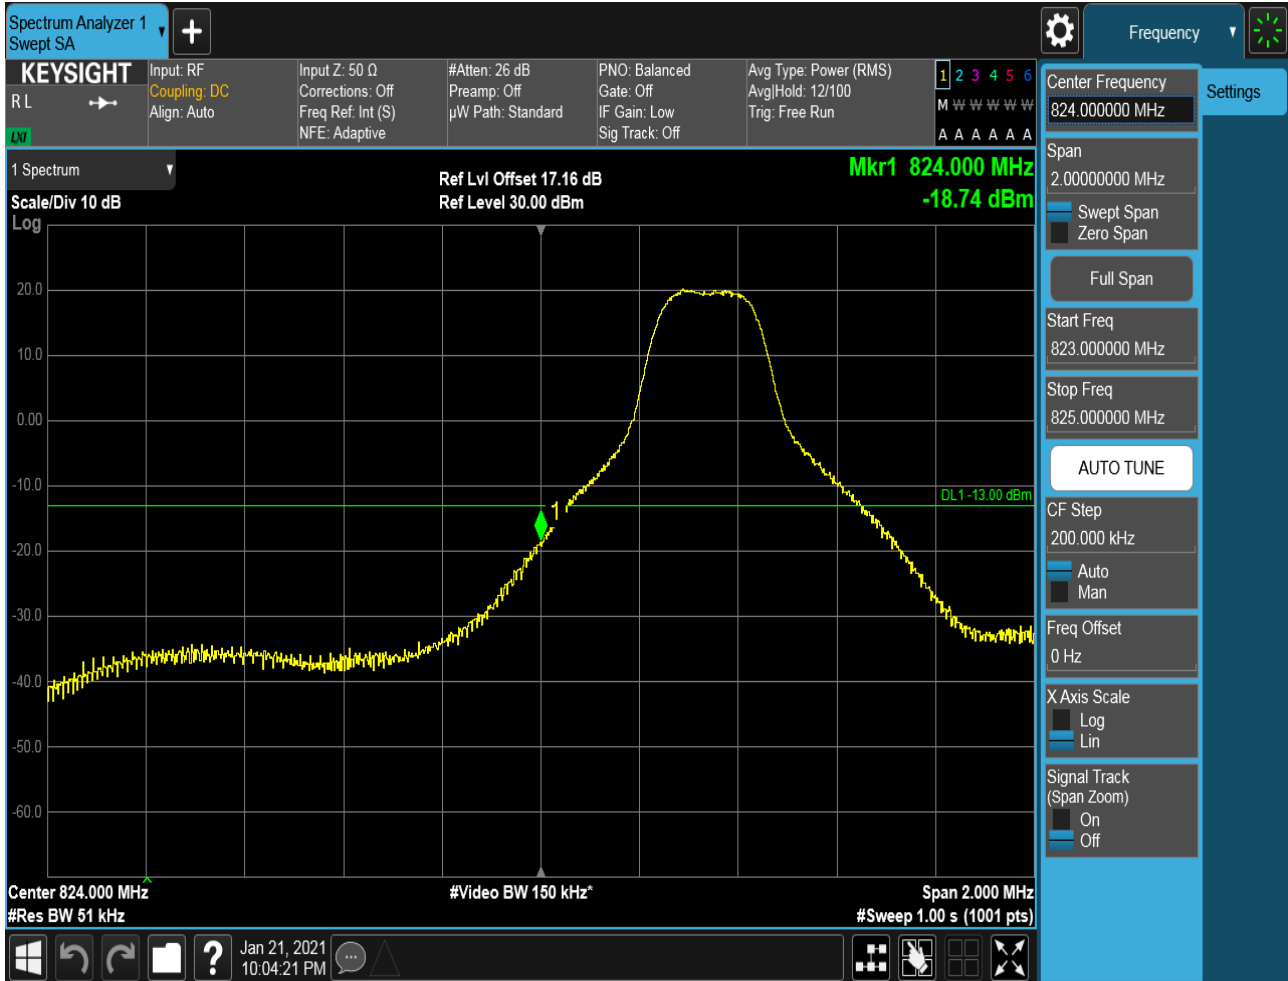 Spectrum Analyzer 1
Swept SA
Frequency
KEYSIGHT
R L
LXI
Input: RF
Coupling: DC
Align: Auto
Input Z: 50 Ω
Corrections: Off
Freq Ref: Int (S)
NFE: Adaptive
#Atten: 26 dB
Preamp: Off
µW Path: Standard
PNO: Balanced
Gate: Off
IF Gain: Low
Sig Track: Off
Avg Type: Power (RMS)
Avg|Hold: 12/100
Trig: Free Run
1 2 3 4 5 6
M W W W W W
A A A A A A
1 Spectrum
Scale/Div 10 dB
Log
Ref Lvl Offset 17.16 dB
Ref Level 30.00 dBm
Mkr1 824.000 MHz
-18.74 dBm
20.0
10.0
0.00
-10.0
-20.0
-30.0
-40.0
-50.0
-60.0
DL1 -13.00 dBm
1
Center 824.000 MHz
#Res BW 51 kHz
#Video BW 150 kHz*
Span 2.000 MHz
#Sweep 1.00 s (1001 pts)
Jan 21, 2021
10:04:21 PM
Center Frequency
824.000000 MHz
Settings
Span
2.00000000 MHz
Swept Span
Zero Span
Full Span
Start Freq
823.000000 MHz
Stop Freq
825.000000 MHz
AUTO TUNE
CF Step
200.000 kHz
Auto
Man
Freq Offset
0 Hz
X Axis Scale
Log
Lin
Signal Track
(Span Zoom)
On
Off